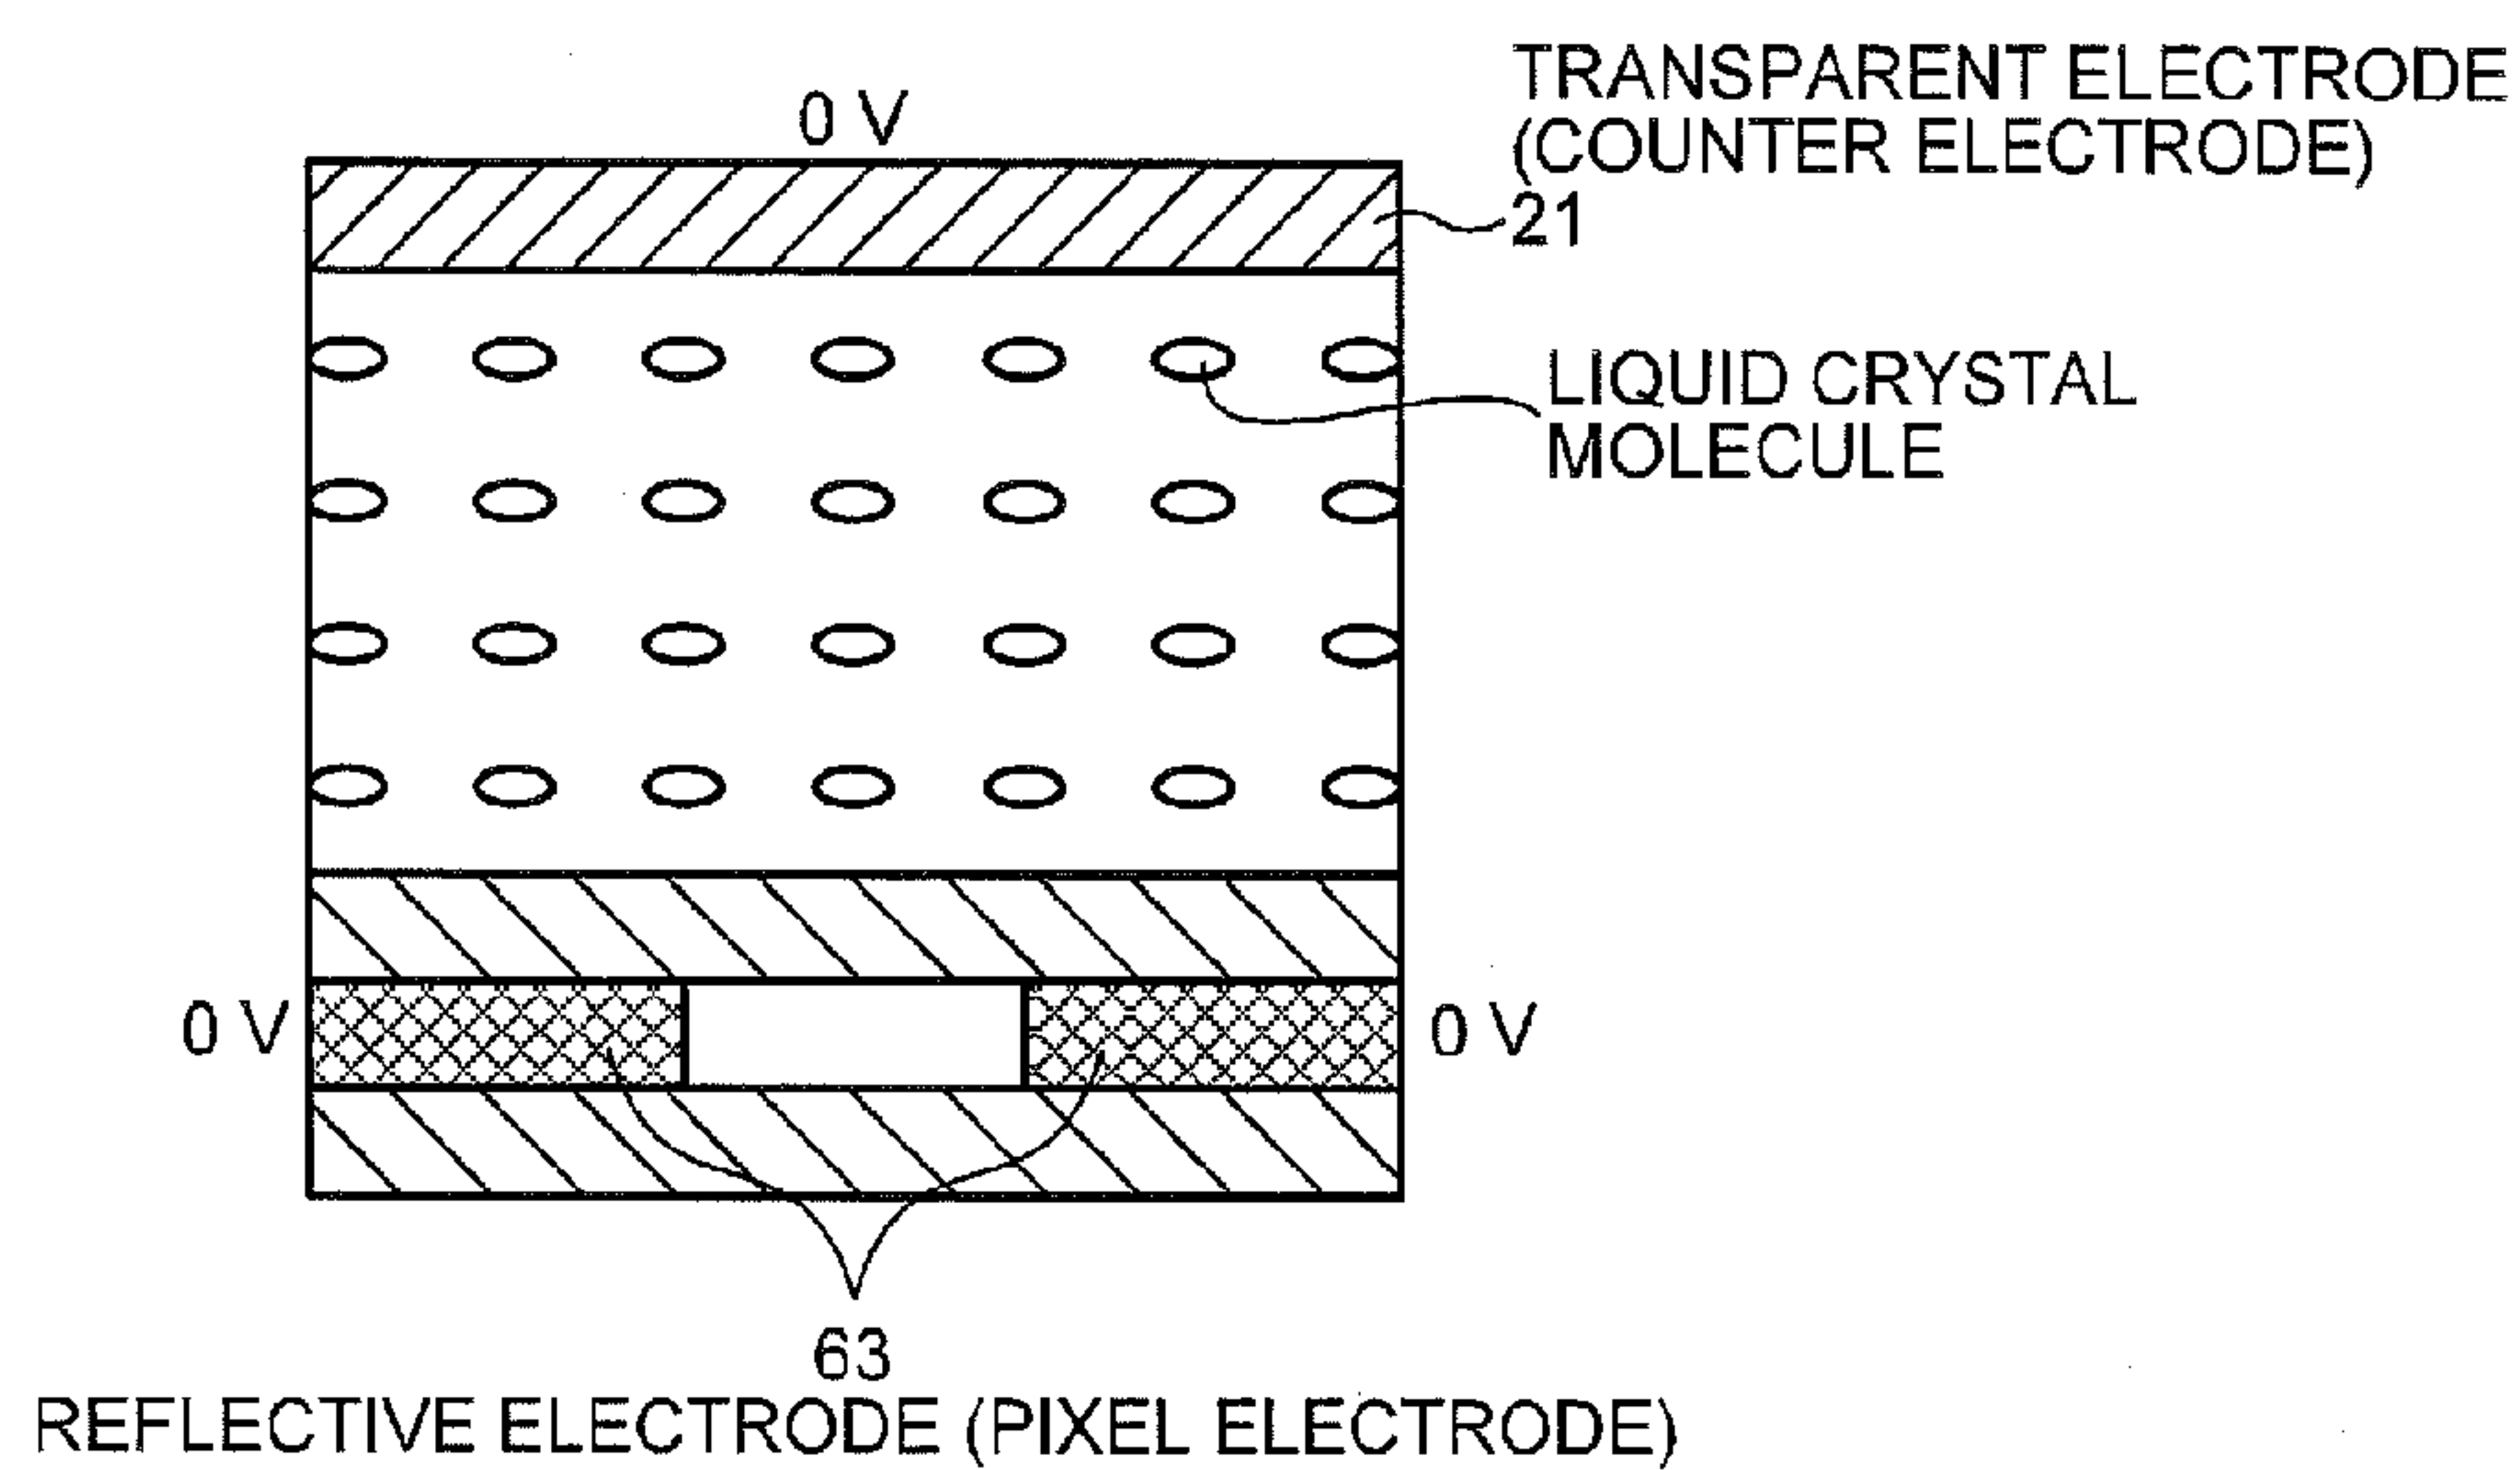 TRANSPARENT ELECTRODE
(COUNTER ELECTRODE)
0 V
21
LIQUID CRYSTAL
MOLECULE
0 V
0 V
63
REFLECTIVE ELECTRODE (PIXEL ELECTRODE)